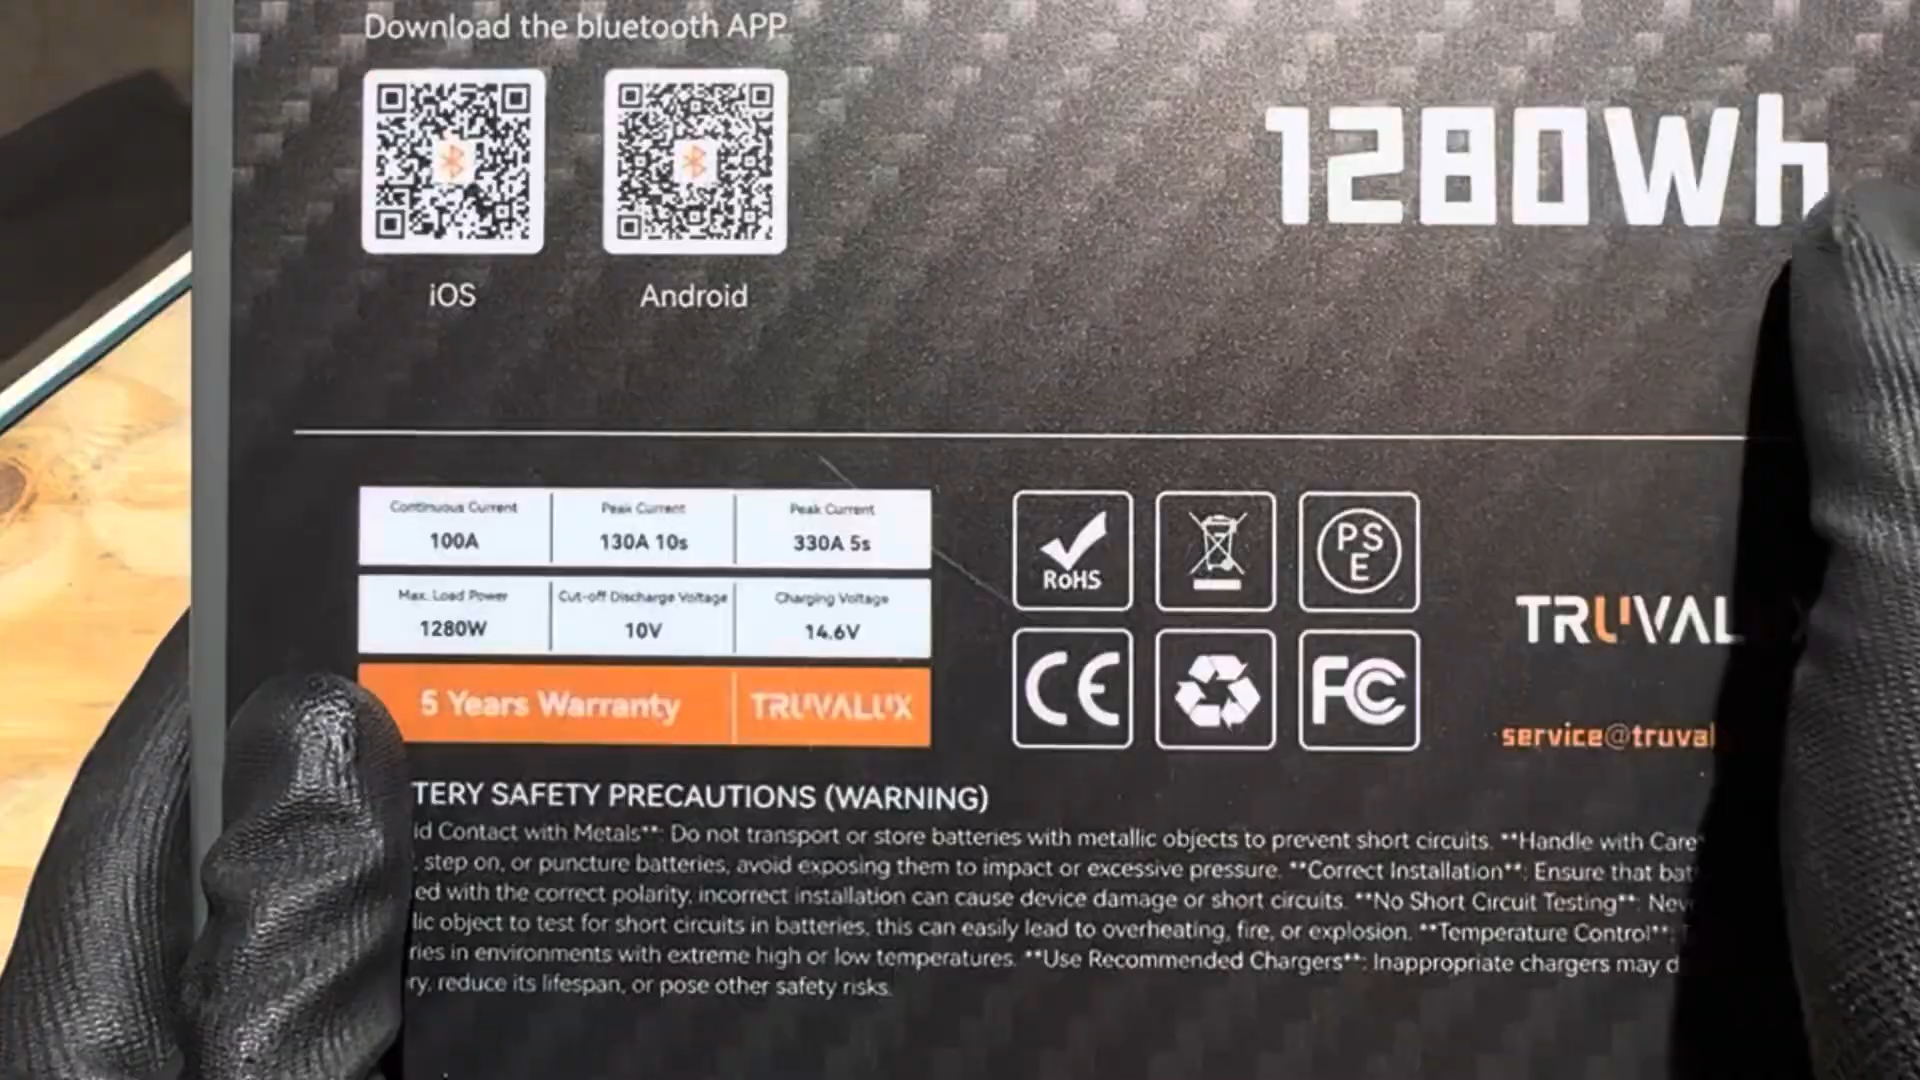 Download the bluetooth APP
iOS
Android
1280Wh
Continuous Current
100A
Peak Current
130A 10s
Peak Current
330A 5s
Max. Load Power
1280W
Cut-off Discharge Voltage
10V
Charging Voltage
14.6V
5 Years Warranty
TRUVALUX
RoHS
PS
E
CE
FC
TRUVAL
service@truval
TERY SAFETY PRECAUTIONS (WARNING)
id Contact with Metals**: Do not transport or store batteries with metallic objects to prevent short circuits. **Handle with Care*
, step on, or puncture batteries, avoid exposing them to impact or excessive pressure. **Correct Installation**: Ensure that bat
ed with the correct polarity, incorrect installation can cause device damage or short circuits. **No Short Circuit Testing**: Nev
lic object to test for short circuits in batteries, this can easily lead to overheating, fire, or explosion. **Temperature Control**:
ries in environments with extreme high or low temperatures. **Use Recommended Chargers**: Inappropriate chargers may d
ry, reduce its lifespan, or pose other safety risks.